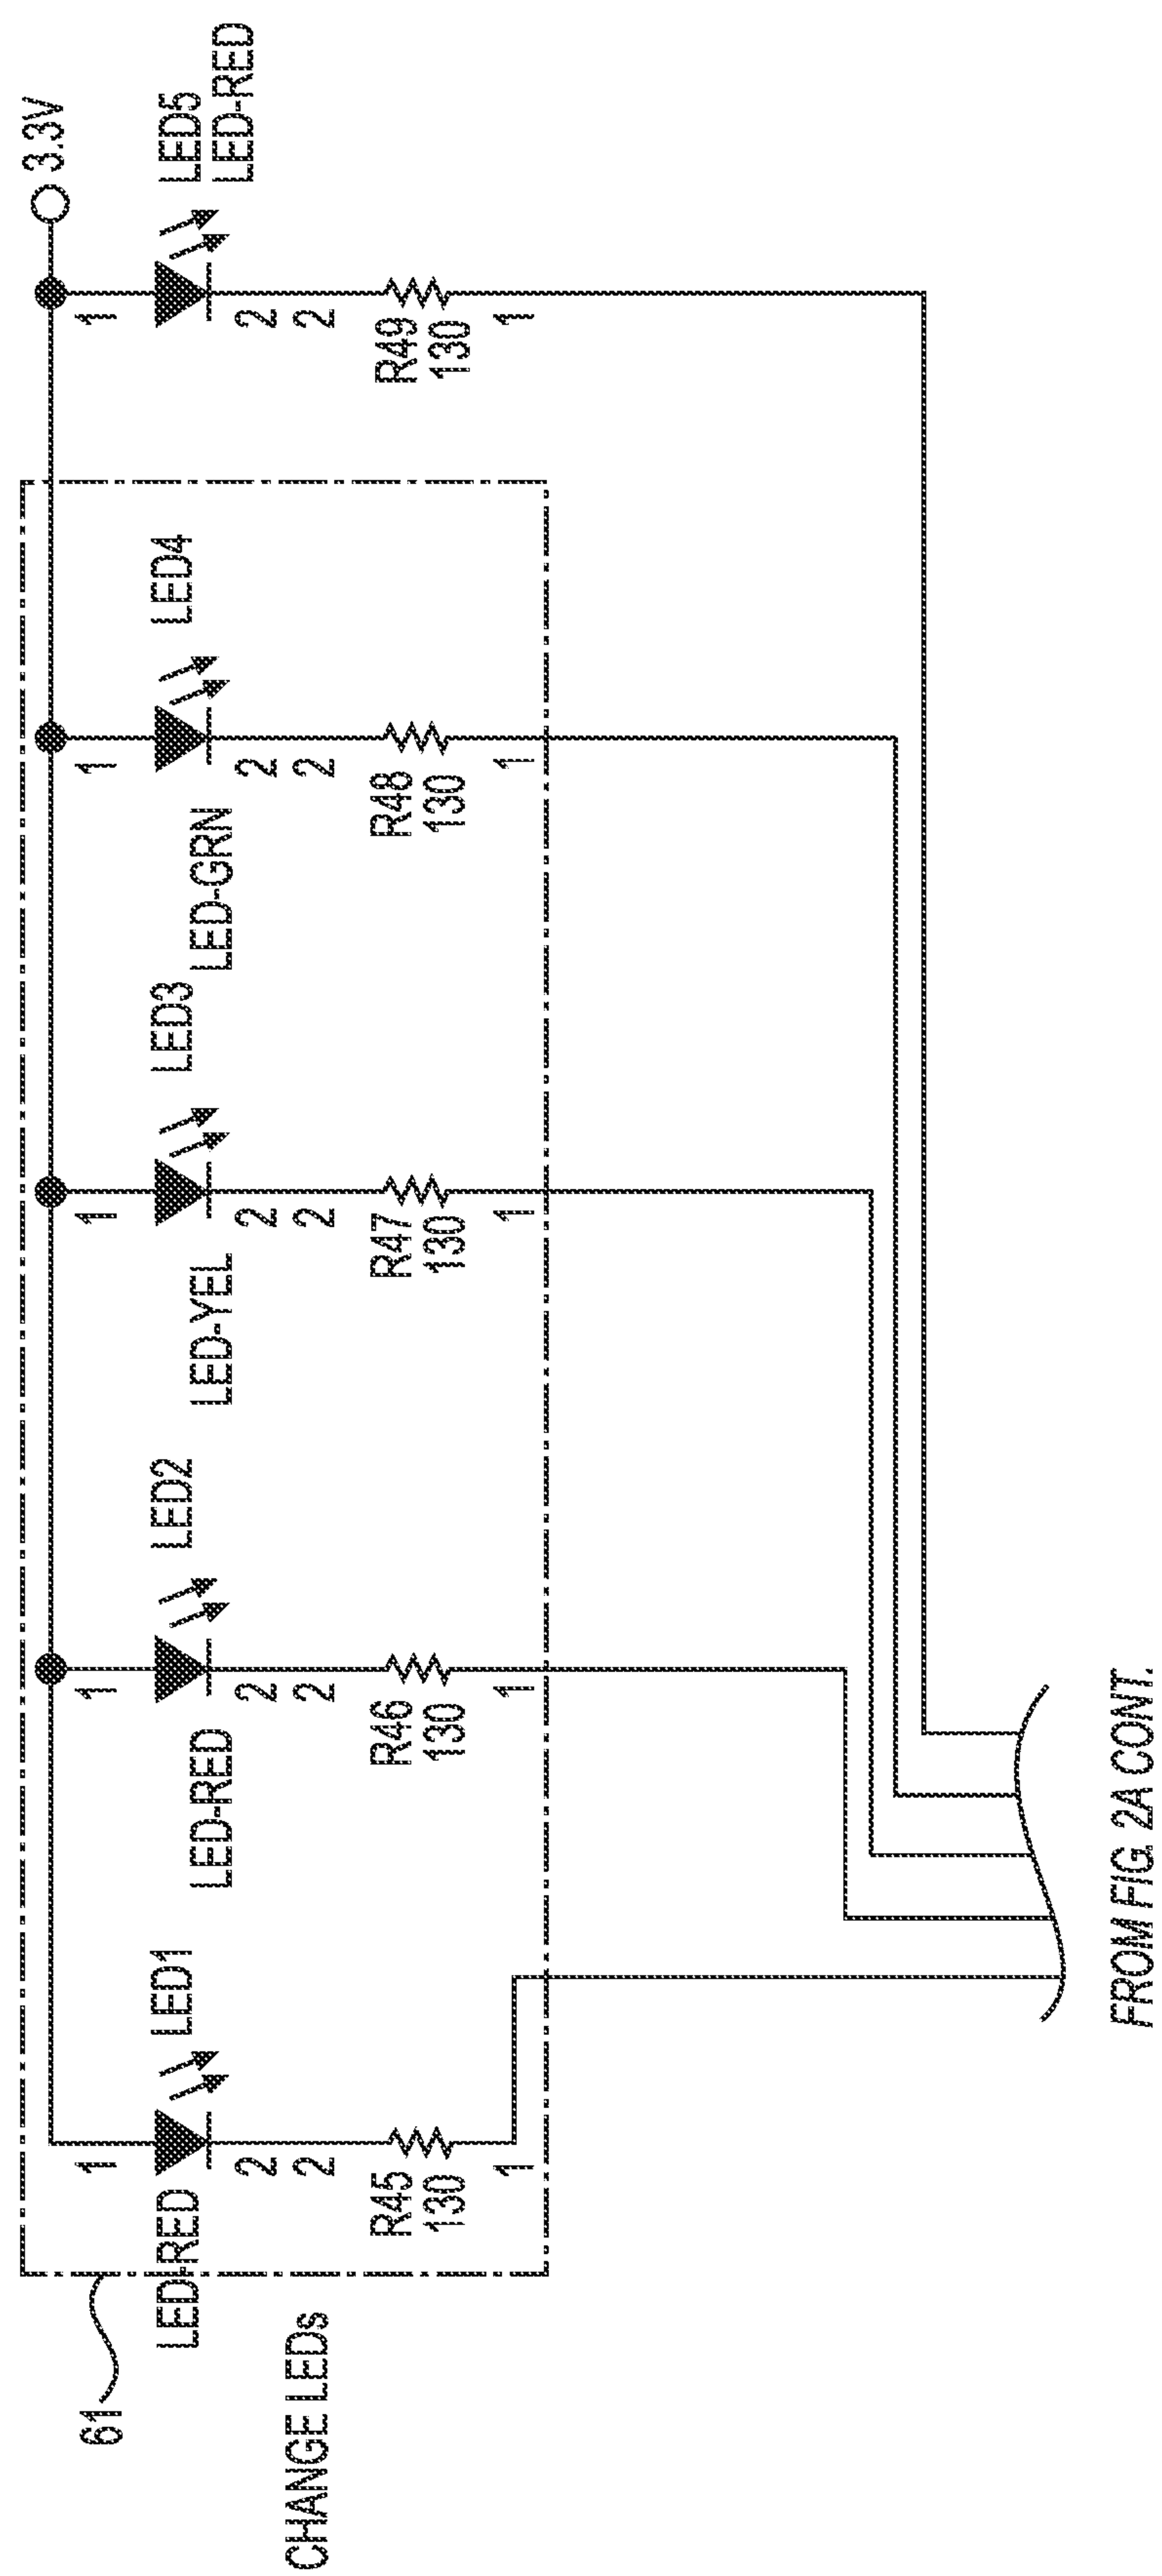 3.3V
LED1
LED2
LED3
LED4
LED5
LED-RED
LED-RED
LED-RED
LED-YEL
LED-GRN
1
1
1
1
1
2
2
2
2
2
2
2
2
2
2
R45
130
R46
130
R47
130
R48
130
R49
130
1
1
1
1
1
61
CHANGE LEDs
FROM FIG. 2A CONT.